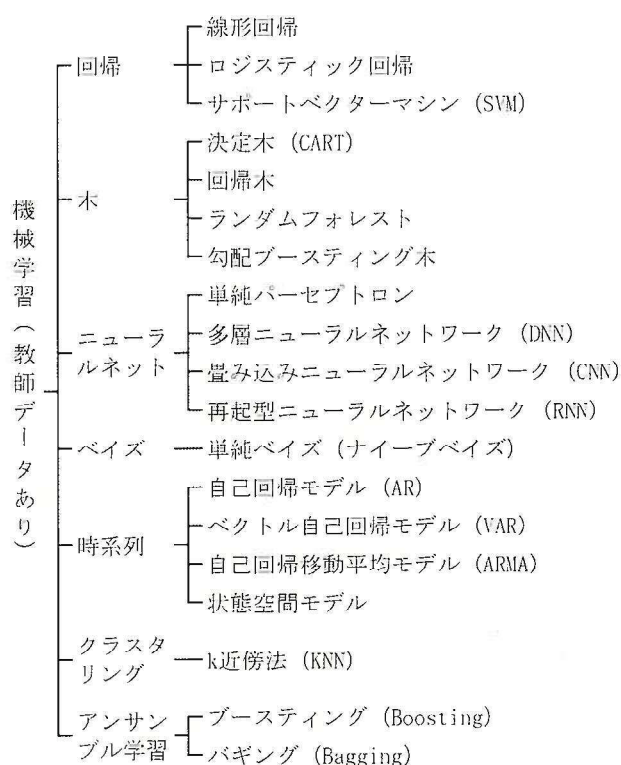 機械学習(教師データあり)
回帰
線形回帰
ロジスティック回帰
サポートベクターマシン (SVM)
木
決定木 (CART)
回帰木
ランダムフォレスト
勾配ブースティング木
ニューラ
ルネット
単純パーセプトロン
多層ニューラルネットワーク (DNN)
畳み込みニューラルネットワーク (CNN)
再起型ニューラルネットワーク (RNN)
ベイズ
単純ベイズ (ナイーブベイズ)
時系列
自己回帰モデル (AR)
ベクトル自己回帰モデル (VAR)
自己回帰移動平均モデル (ARMA)
状態空間モデル
クラスタ
リング
k近傍法 (KNN)
アンサン
ブル学習
ブースティング (Boosting)
バギング (Bagging)